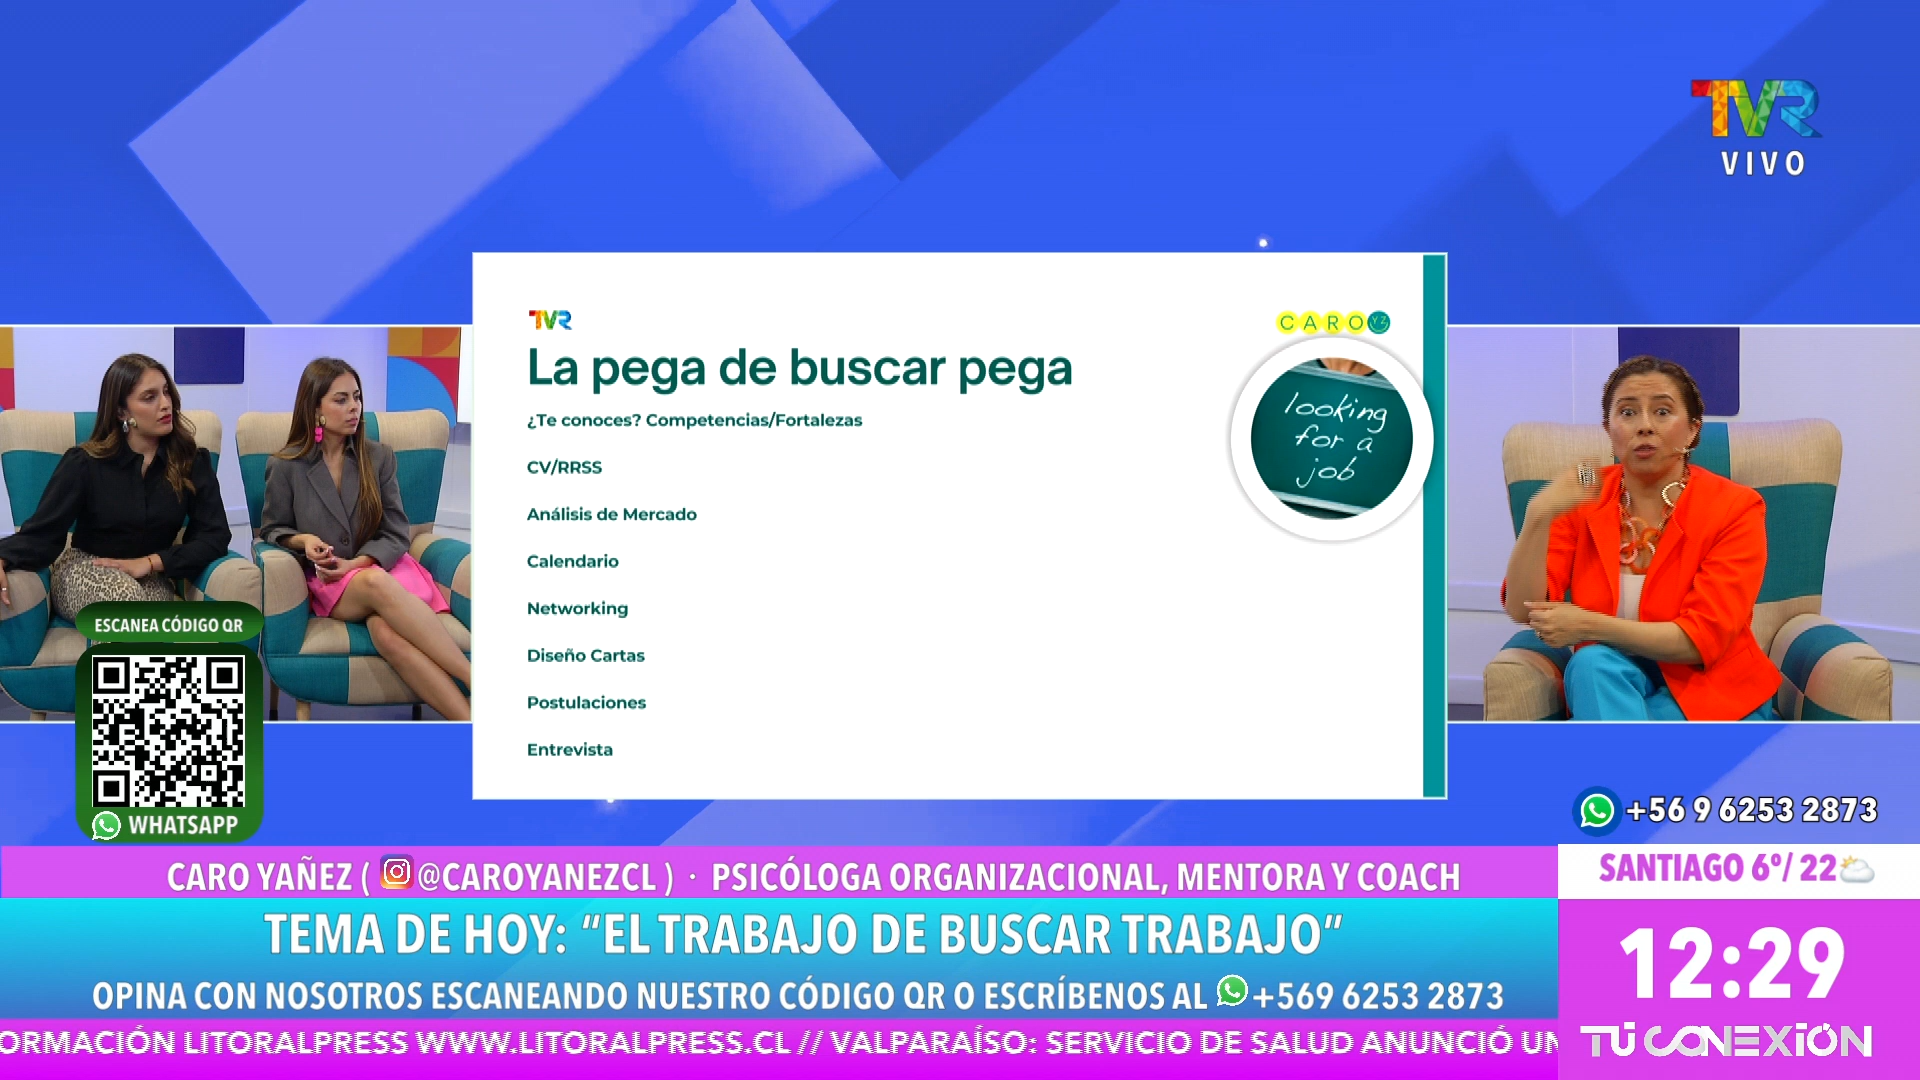 TVR
VIVO
TVR
CARO YZ
La pega de buscar pega
looking
for a
job
¿Te conoces? Competencias/Fortalezas
CV/RRSS
Análisis de Mercado
Calendario
Networking
Diseño Cartas
Postulaciones
Entrevista
ESCANEA CÓDIGO QR
WHATSAPP
+56 9 6253 2873
CARO YAÑEZ ( @CAROYANEZCL ) · PSICÓLOGA ORGANIZACIONAL, MENTORA Y COACH
SANTIAGO 6º/ 22
TEMA DE HOY: “EL TRABAJO DE BUSCAR TRABAJO”
12:29
OPINA CON NOSOTROS ESCANEANDO NUESTRO CÓDIGO QR O ESCRÍBENOS AL +569 6253 2873
ORMACIÓN LITORALPRESS WWW.LITORALPRESS.CL // VALPARAÍSO: SERVICIO DE SALUD ANUNCIÓ UN
TÚ CONEXIÓN